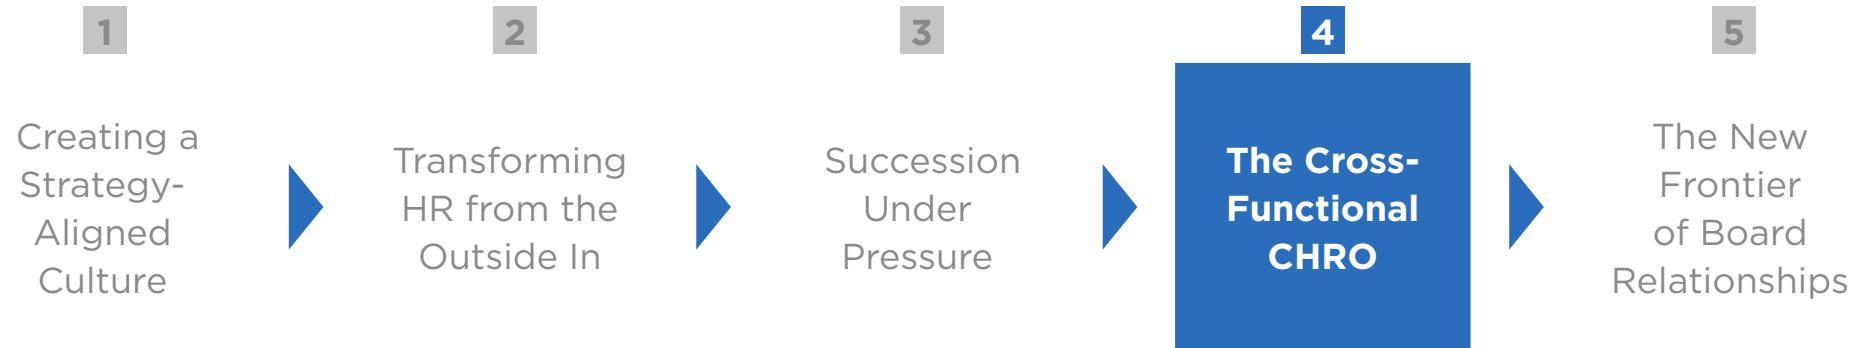 1
Creating a
Strategy-
Aligned
Culture
2
Transforming
HR from the
Outside In
3
Succession
Under
Pressure
4
The Cross-
Functional
CHRO
5
The New
Frontier
of Board
Relationships